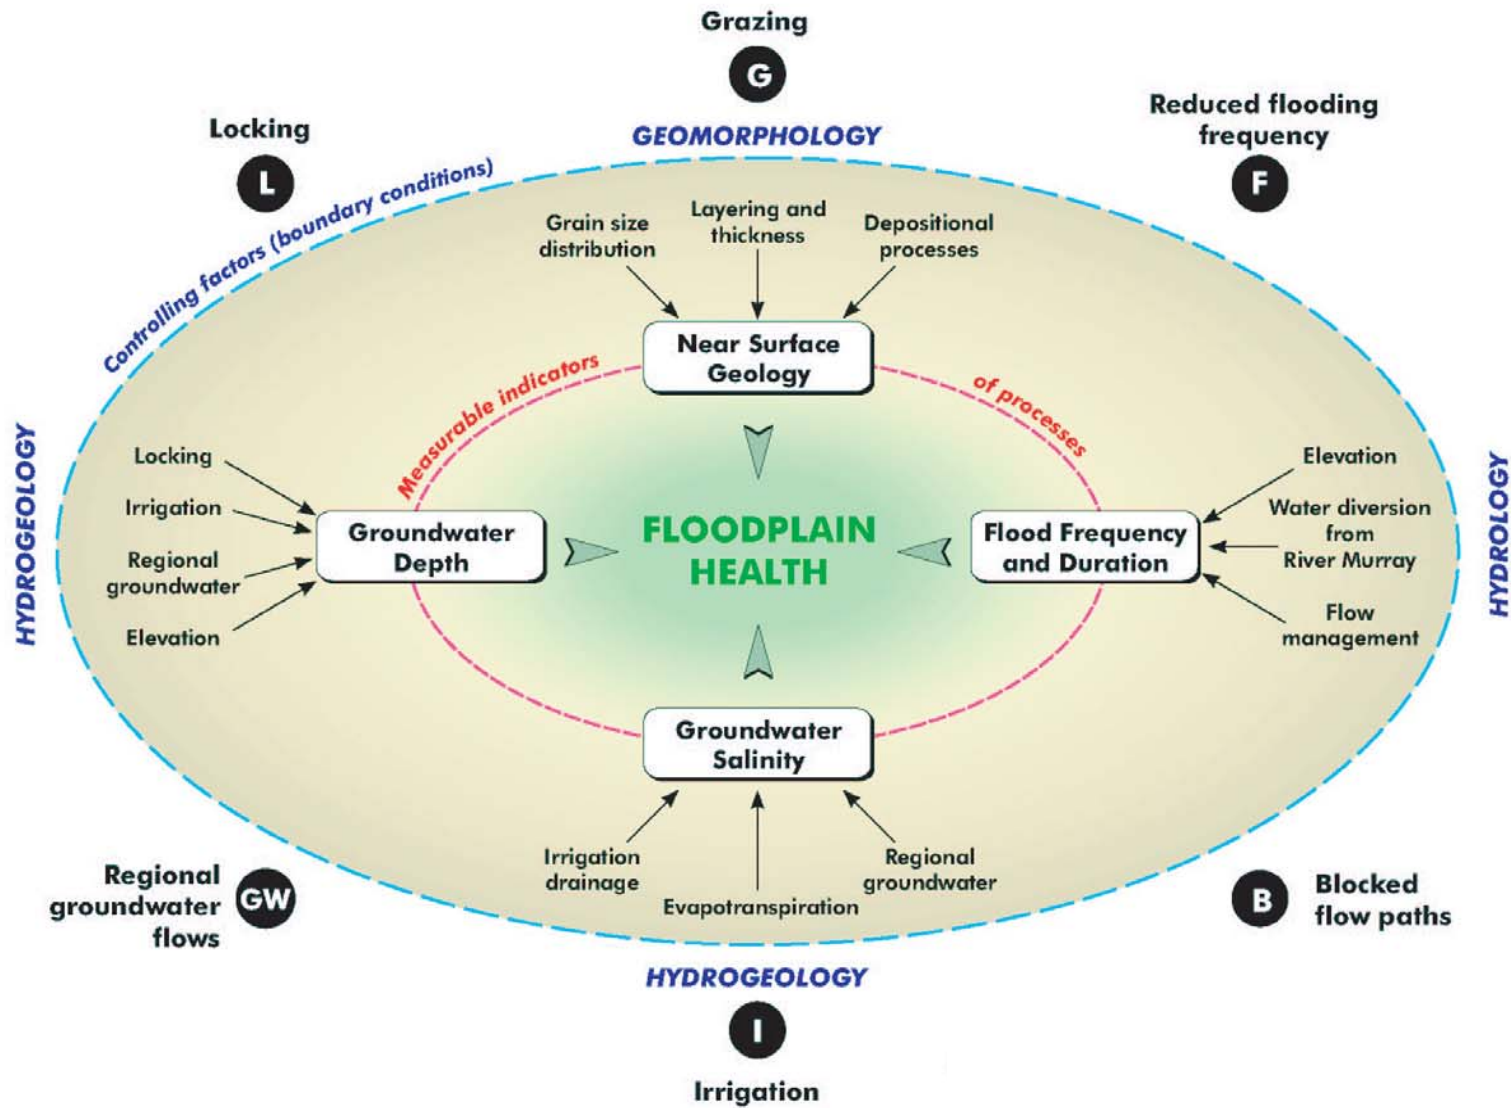 Grazing
G
Reduced flooding
frequency
F
Locking
L
GEOMORPHOLOGY
Controlling factors (boundary conditions)
Grain size
distribution
Layering and
thickness
Depositional
processes
Near Surface
Geology
Measurable indicators
of processes
HYDROGEOLOGY
Locking
Irrigation
Regional
groundwater
Elevation
Groundwater
Depth
FLOODPLAIN
HEALTH
Flood Frequency
and Duration
Elevation
Water diversion
from
River Murray
Flow
management
HYDROLOGY
Groundwater
Salinity
Irrigation
drainage
Evapotranspiration
Regional
groundwater
Regional
groundwater
flows
GW
B
Blocked
flow paths
HYDROGEOLOGY
I
Irrigation